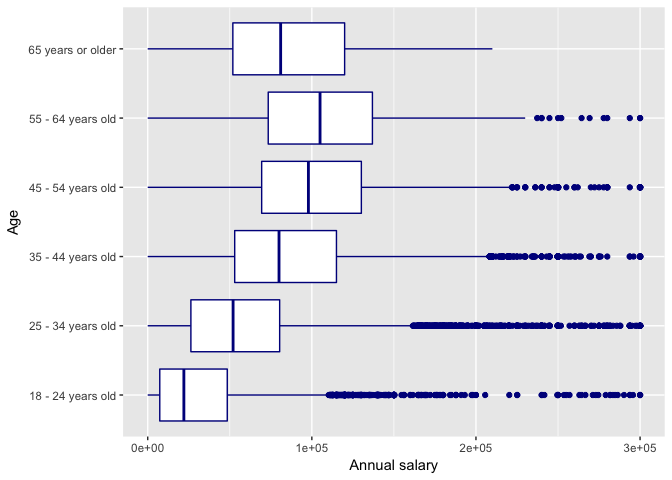 65 years or older
55 - 64 years old
45 - 54 years old
35 - 44 years old
25 - 34 years old
18 - 24 years old
Age
0e+00 1e+05 2e+05 3e+05
Annual salary